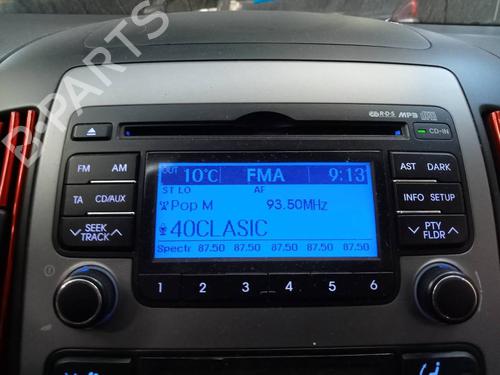 B-PARTS
R·D·S MP3
CD-IN
FM AM
TA CD/AUX
SEEK
TRACK
OUT 10°C FMA 9:13
ST LO AF
Pop M 93.50MHz
40CLASIC
Spectr 87.50 87.50 87.50 87.50 87.50
AST DARK
INFO SETUP
PTY
FLDR
1 2 3 4 5 6